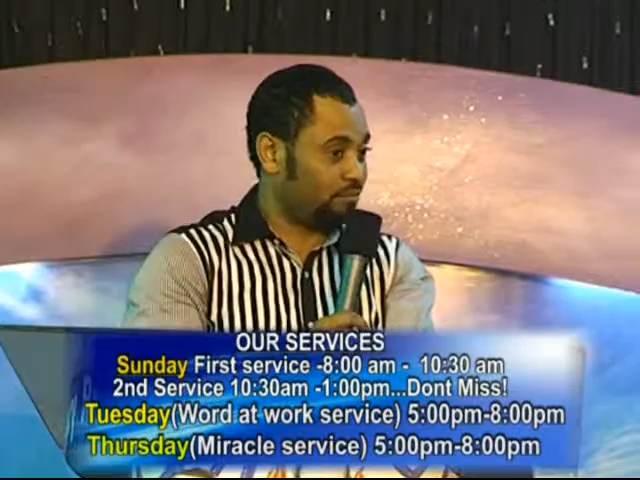 OUR SERVICES
Sunday First service -8:00 am - 10:30 am
2nd Service 10:30am -1:00pm...Dont Miss!
Tuesday(Word at work service) 5:00pm-8:00pm
Thursday(Miracle service) 5:00pm-8:00pm